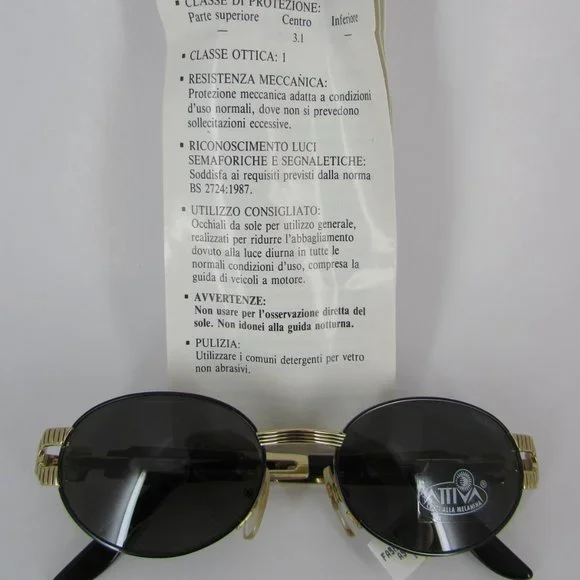 ▪ CLASSE DI PROTEZIONE:
Parte superiore Centro Inferiore
— 3.1 —
▪ CLASSE OTTICA: 1
▪ RESISTENZA MECCANICA:
Protezione meccanica adatta a condizioni
d'uso normali, dove non si prevedono
sollecitazioni eccessive.
▪ RICONOSCIMENTO LUCI
SEMAFORICHE E SEGNALETICHE:
Soddisfa ai requisiti previsti dalla norma
BS 2724:1987.
▪ UTILIZZO CONSIGLIATO:
Occhiali da sole per utilizzo generale,
realizzati per ridurre l'abbagliamento
dovuto alla luce diurna in tutte le
normali condizioni d'uso, compresa la
guida di veicoli a motore.
▪ AVVERTENZE:
Non usare per l'osservazione diretta del
sole. Non idonei alla guida notturna.
▪ PULIZIA:
Utilizzare i comuni detergenti per vetro
non abrasivi.
ATTIVA
ALLA MELANINA